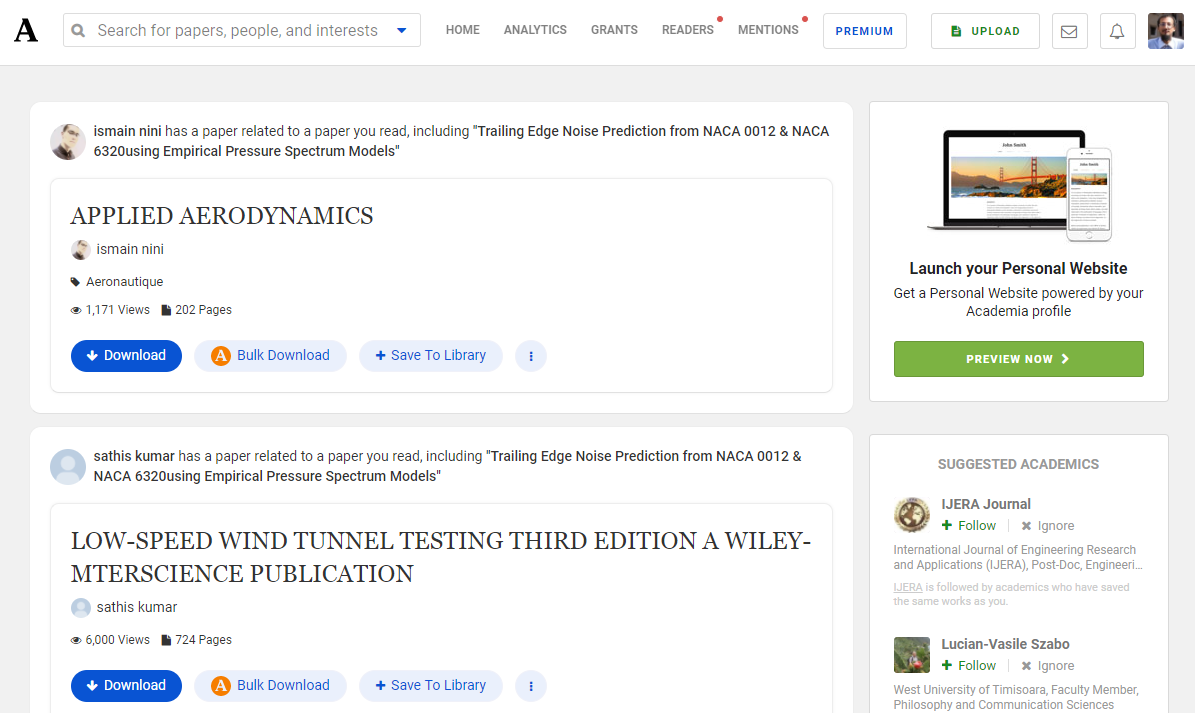 A
Search for papers, people, and interests
HOME
ANALYTICS
GRANTS
READERS
MENTIONS
PREMIUM
UPLOAD
ismain nini has a paper related to a paper you read, including "Trailing Edge Noise Prediction from NACA 0012 & NACA
6320using Empirical Pressure Spectrum Models"
APPLIED AERODYNAMICS
ismain nini
Aeronautique
1,171 Views 202 Pages
Download
A Bulk Download
Save To Library
sathis kumar has a paper related to a paper you read, including "Trailing Edge Noise Prediction from NACA 0012 &
NACA 6320using Empirical Pressure Spectrum Models"
LOW-SPEED WIND TUNNEL TESTING THIRD EDITION A WILEY-
MTERSCIENCE PUBLICATION
sathis kumar
6,000 Views 724 Pages
Download
A Bulk Download
Save To Library
John Smith
Launch your Personal Website
Get a Personal Website powered by your
Academia profile
PREVIEW NOW
SUGGESTED ACADEMICS
IJERA Journal
Follow
Ignore
International Journal of Engineering Research
and Applications (IJERA), Post-Doc, Engineeri...
IJERA is followed by academics who have saved
the same works as you.
Lucian-Vasile Szabo
Follow
Ignore
West University of Timisoara, Faculty Member,
Philosophy and Communication Sciences